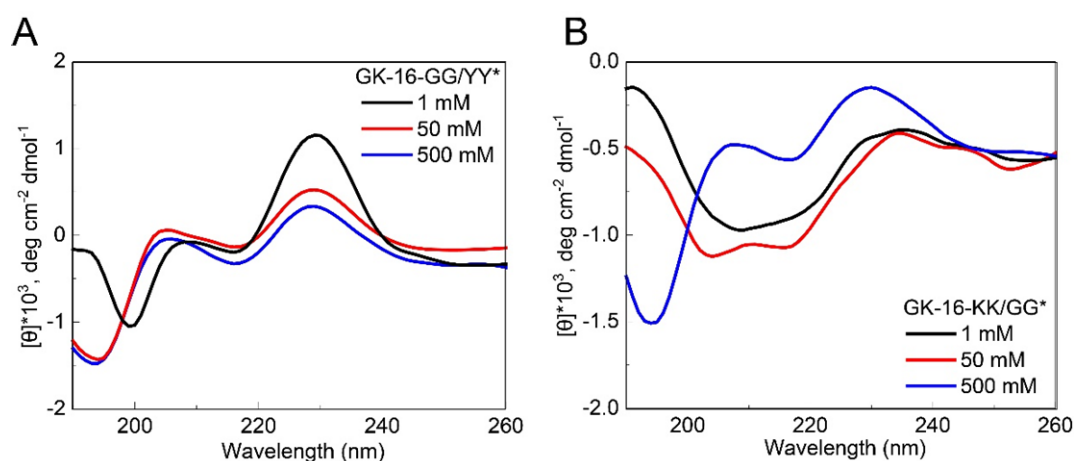 A
B
GK-16-GG/YY*
1 mM
50 mM
500 mM
2
1
0
-1
-2
[θ]*10³, deg cm⁻² dmol⁻¹
200
220
240
260
Wavelength (nm)
0.0
-0.5
-1.0
-1.5
-2.0
[θ]*10³, deg cm⁻² dmol⁻¹
GK-16-KK/GG*
1 mM
50 mM
500 mM
200
220
240
260
Wavelength (nm)